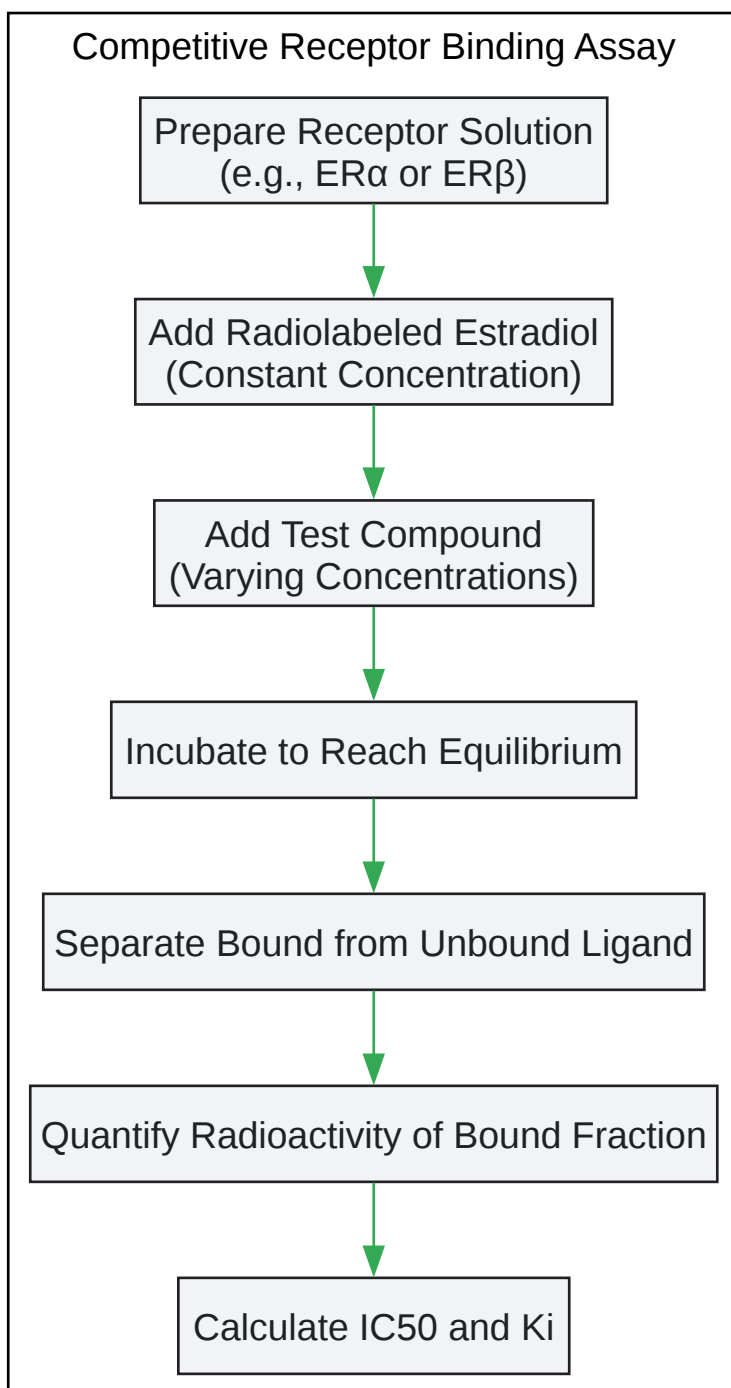 Competitive Receptor Binding Assay
Prepare Receptor Solution
(e.g., ERα or ERβ)
Add Radiolabeled Estradiol
(Constant Concentration)
Add Test Compound
(Varying Concentrations)
Incubate to Reach Equilibrium
Separate Bound from Unbound Ligand
Quantify Radioactivity of Bound Fraction
Calculate IC50 and Ki